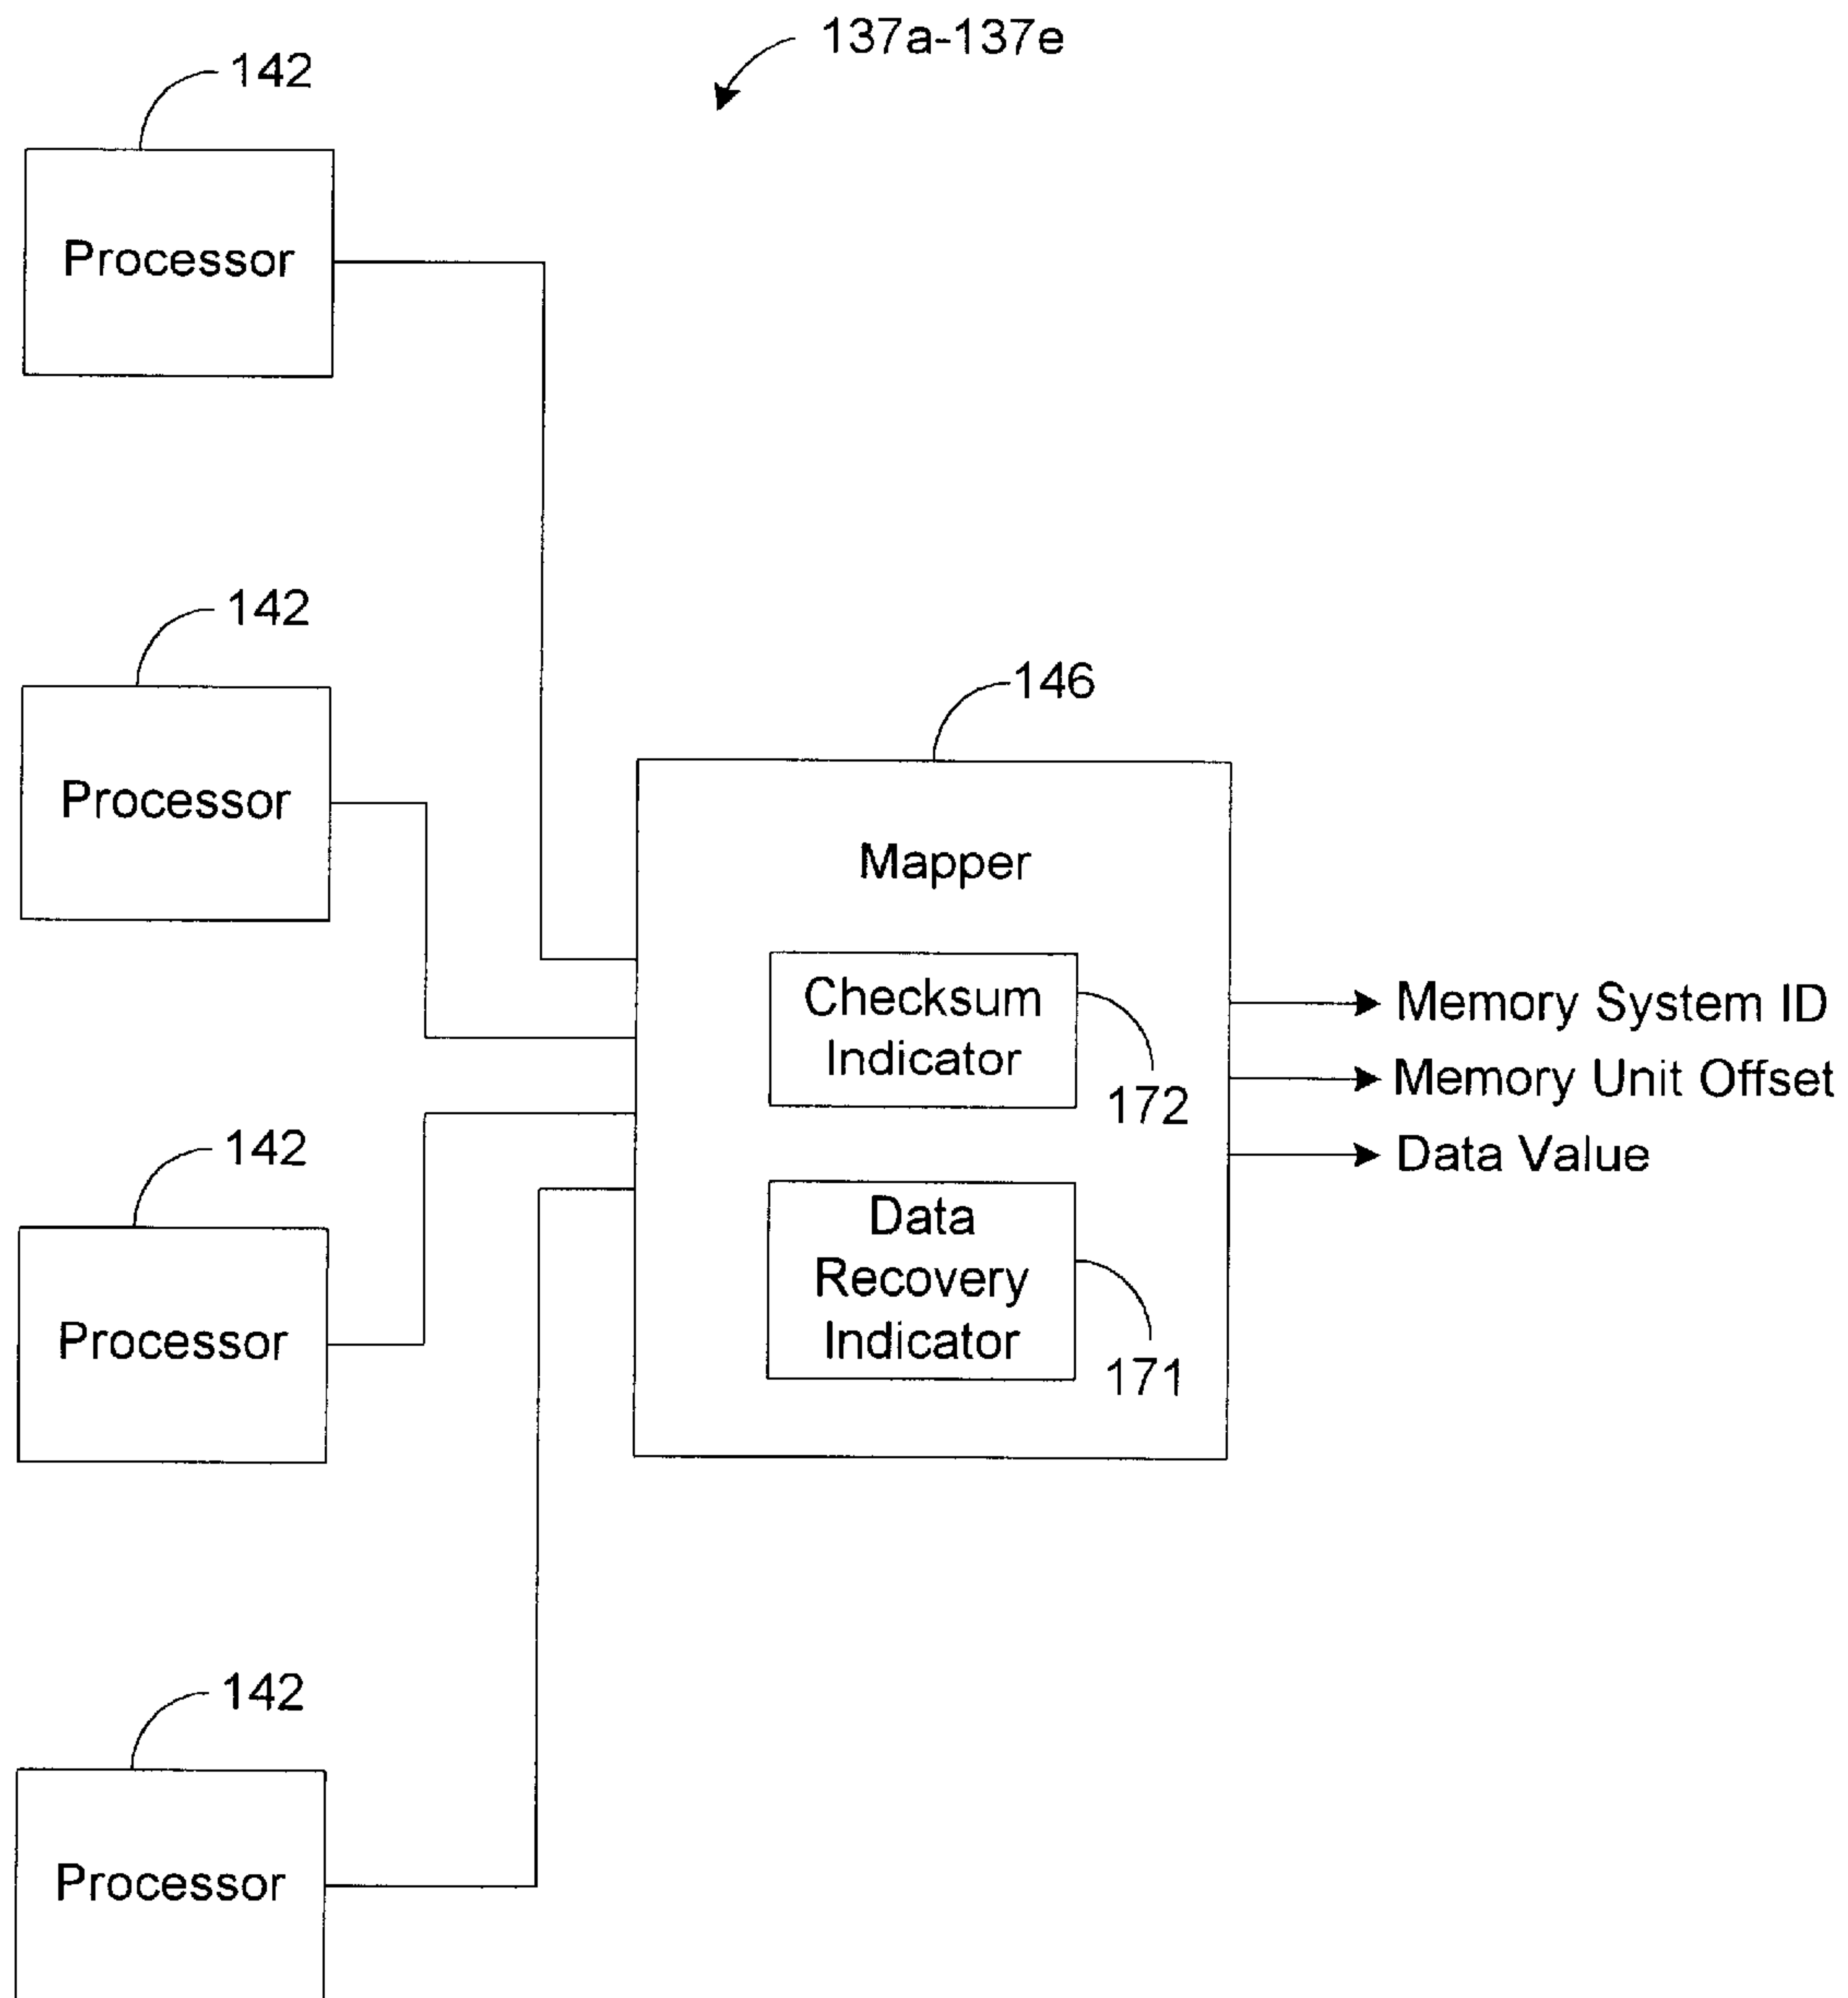 137a-137e
142
Processor
142
Processor
146
Mapper
Checksum
Indicator
172
Memory System ID
Memory Unit Offset
Data Value
142
Processor
Data
Recovery
Indicator
171
142
Processor